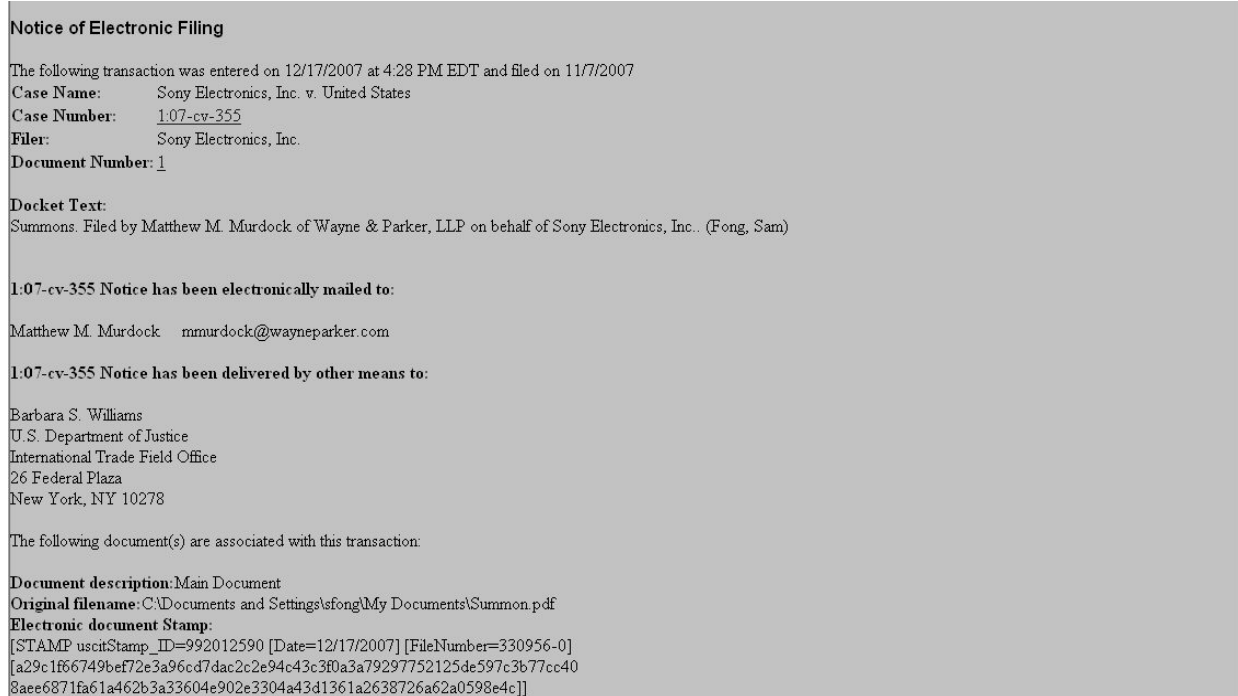 Notice of Electronic Filing
The following transaction was entered on 12/17/2007 at 4:28 PM EDT and filed on 11/7/2007
Case Name: Sony Electronics, Inc. v. United States
Case Number: 1:07-cv-355
Filer: Sony Electronics, Inc.
Document Number: 1
Docket Text:
Summons. Filed by Matthew M. Murdock of Wayne & Parker, LLP on behalf of Sony Electronics, Inc.. (Fong, Sam)
1:07-cv-355 Notice has been electronically mailed to:
Matthew M. Murdock mmurdock@wayneparker.com
1:07-cv-355 Notice has been delivered by other means to:
Barbara S. Williams
U.S. Department of Justice
International Trade Field Office
26 Federal Plaza
New York, NY 10278
The following document(s) are associated with this transaction:
Document description:Main Document
Original filename:C:\Documents and Settings\sfong\My Documents\Summon.pdf
Electronic document Stamp:
[STAMP uscitStamp_ID=992012590 [Date=12/17/2007] [FileNumber=330956-0]
[a29c1f66749bef72e3a96cd7dac2c2e94c43c3f0a3a79297752125de597c3b77cc40
8aee6871fa61a462b3a33604e902e3304a43d1361a2638726a62a0598e4c]]